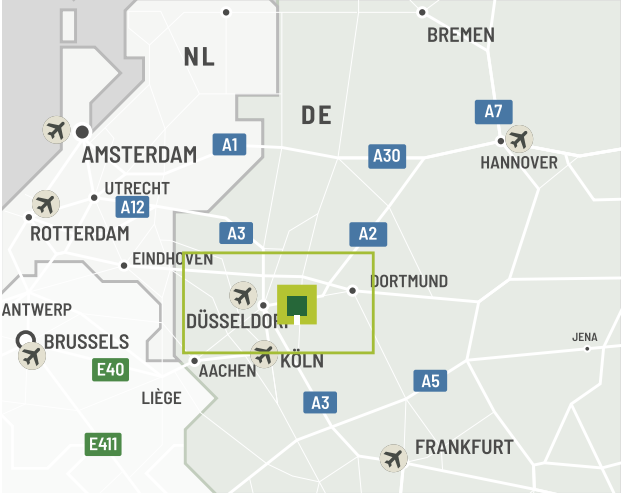 BREMEN
NL
DE
A7
A1
A30
HANNOVER
AMSTERDAM
UTRECHT
A12
ROTTERDAM
A3
A2
EINDHOVEN
DORTMUND
ANTWERP
DÜSSELDORF
JENA
BRUSSELS
KÖLN
E40
AACHEN
A5
LIÈGE
A3
E411
FRANKFURT